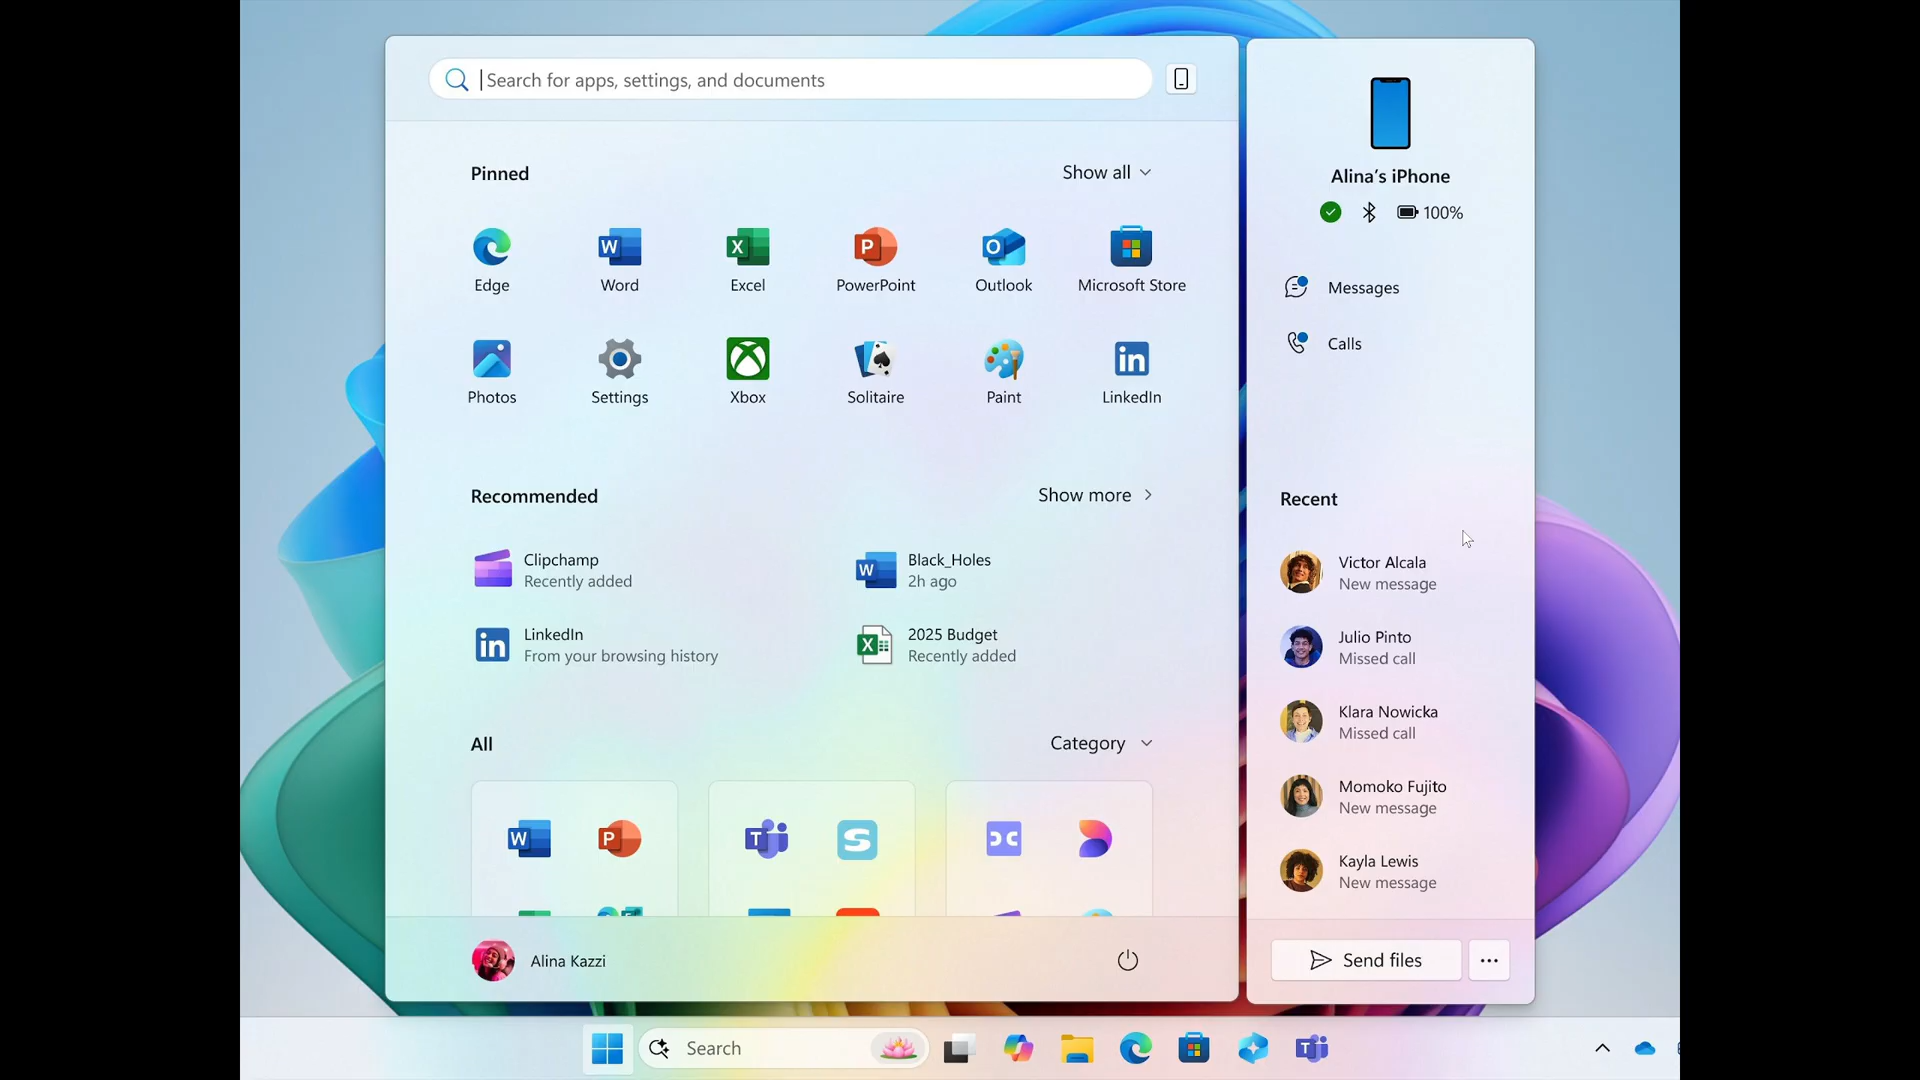 Search for apps, settings, and documents
Pinned
Show all
Edge
Word
Excel
PowerPoint
Outlook
Microsoft Store
Photos
Settings
Xbox
Solitaire
Paint
LinkedIn
Recommended
Show more
Clipchamp
Recently added
Black_Holes
2h ago
LinkedIn
From your browsing history
2025 Budget
Recently added
All
Category
Alina Kazzi
Alina's iPhone
100%
Messages
Calls
Recent
Victor Alcala
New message
Julio Pinto
Missed call
Klara Nowicka
Missed call
Momoko Fujito
New message
Kayla Lewis
New message
Send files
Search